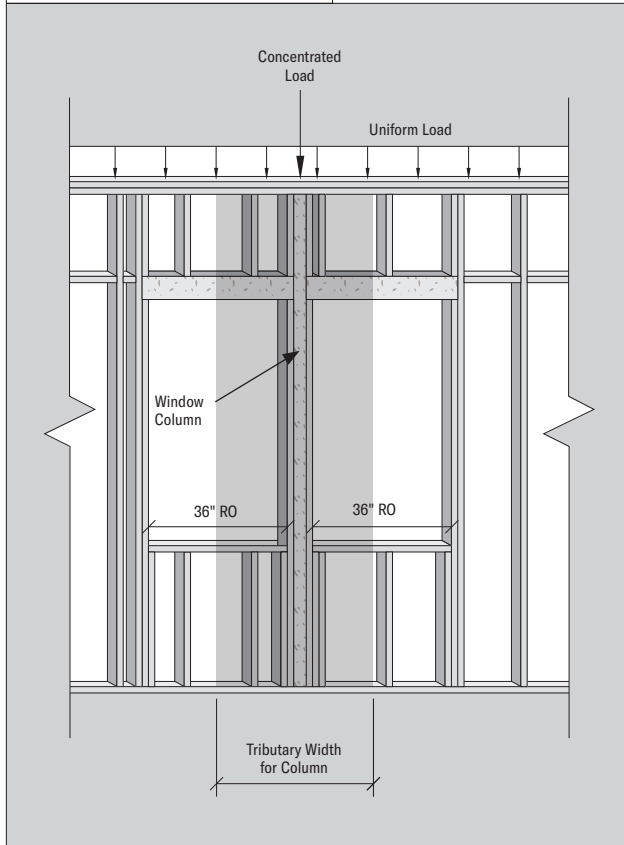 Concentrated
Load
Uniform Load
Window
Column
36" RO
36" RO
Tributary Width
for Column